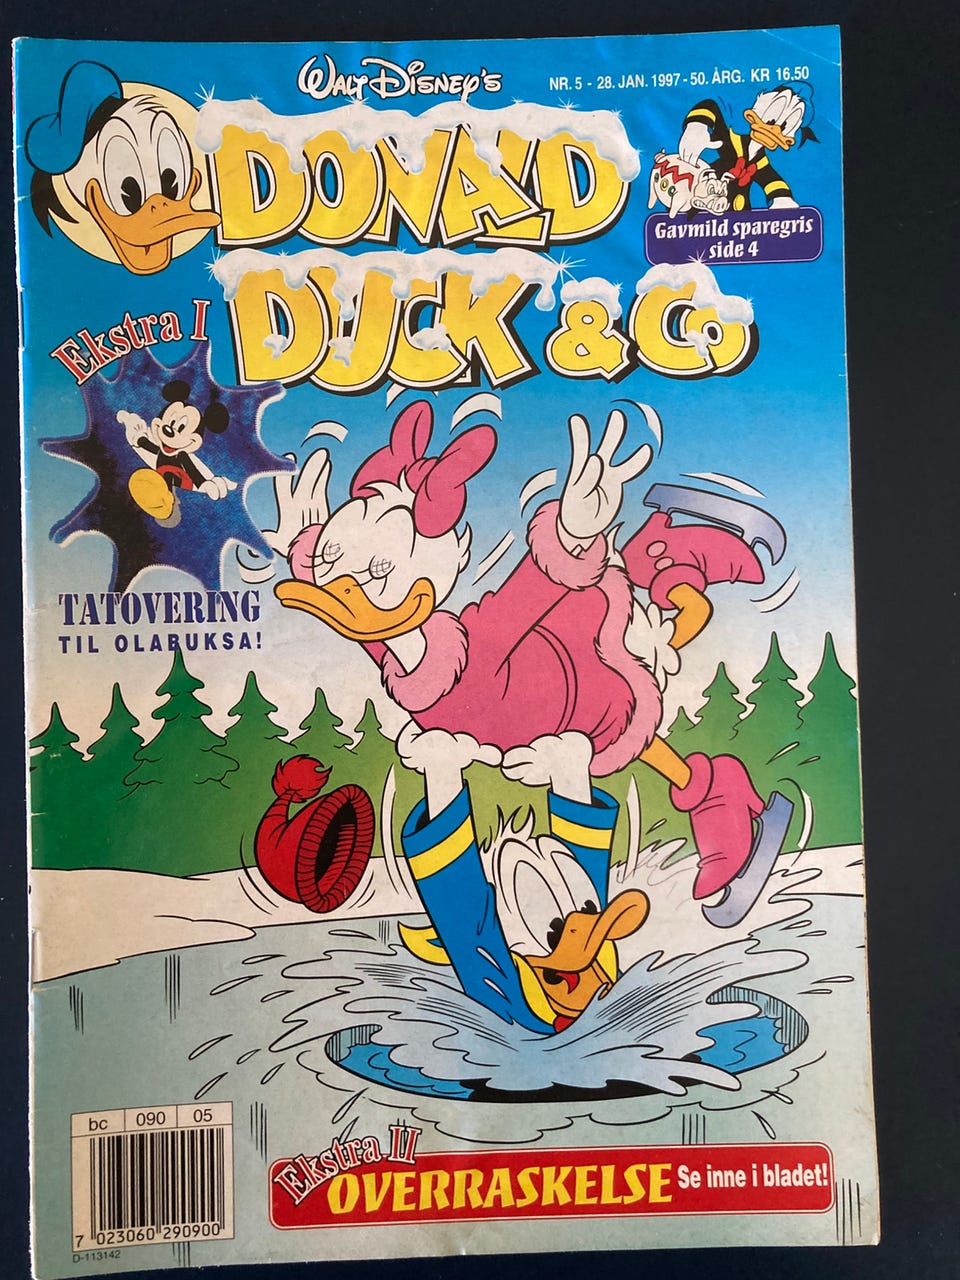 Walt Disney's
NR. 5 - 28. JAN. 1997 - 50. ÅRG. KR 16.50
DONALD
DUCK & Co
Gavmild sparegris
side 4
Ekstra I
TATOVERING
TIL OLABUKSA!
bc 090 05
7 023060 290900
D-113142
Ekstra II
OVERRASKELSE Se inne i bladet!